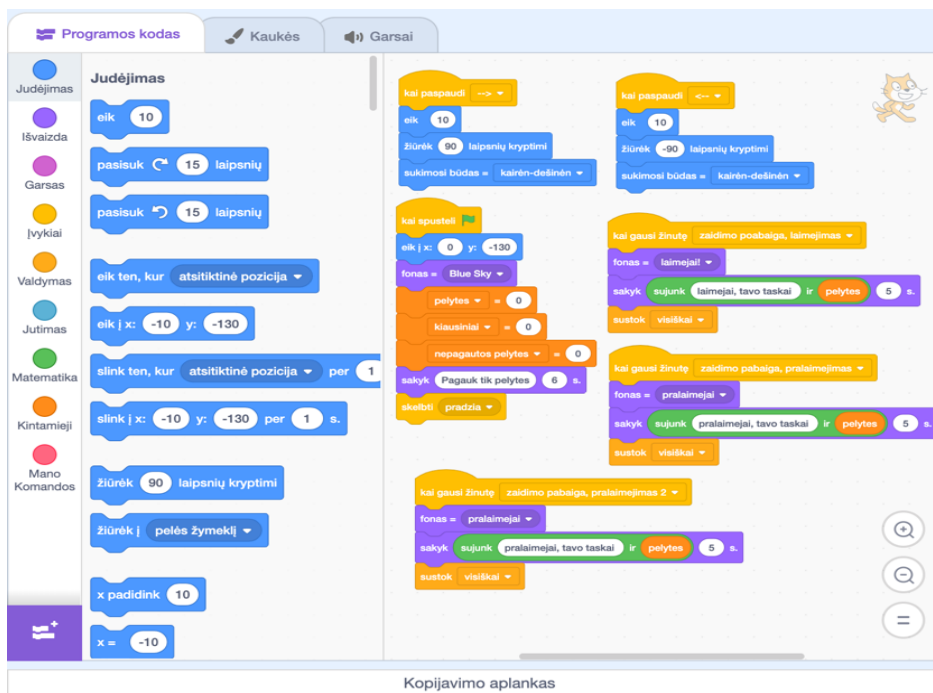 Programos kodas
Kaukės
Garsai
Judėjimas
Išvaizda
Garsas
Įvykiai
Valdymas
Jutimas
Matematika
Kintamieji
Mano
Komandos
Judėjimas
eik 10
pasisuk 15 laipsnių
pasisuk 15 laipsnių
eik ten, kur atsitiktinė pozicija
eik į x: -10 y: -130
slink ten, kur atsitiktinė pozicija per 1
slink į x: -10 y: -130 per 1 s.
žiūrėk 90 laipsnių kryptimi
žiūrėk į pelės žymeklį
x padidink 10
x = -10
kai paspaudi -->
eik 10
žiūrėk 90 laipsnių kryptimi
sukimosi būdas = kairėn-dešinėn
kai paspaudi <--
eik 10
žiūrėk -90 laipsnių kryptimi
sukimosi būdas = kairėn-dešinėn
kai spusteli
eik į x: 0 y: -130
fonas = Blue Sky
pelytes = 0
kiausiniai = 0
nepagautos pelytes = 0
sakyk Pagauk tik pelytes 6 s.
skelbti pradzia
kai gausi žinutę zaidimo poabaiga, laimejimas
fonas = laimejai!
sakyk sujunk laimejai, tavo taskai ir pelytes 5 s.
sustok visiškai
kai gausi žinutę zaidimo pabaiga, pralaimejimas
fonas = pralaimejai
sakyk sujunk pralaimejai, tavo taskai ir pelytes 5 s.
sustok visiškai
kai gausi žinutę zaidimo pabaiga, pralaimejimas 2
fonas = pralaimejai
sakyk sujunk pralaimejai, tavo taskai ir pelytes 5 s.
sustok visiškai
Kopijavimo aplankas